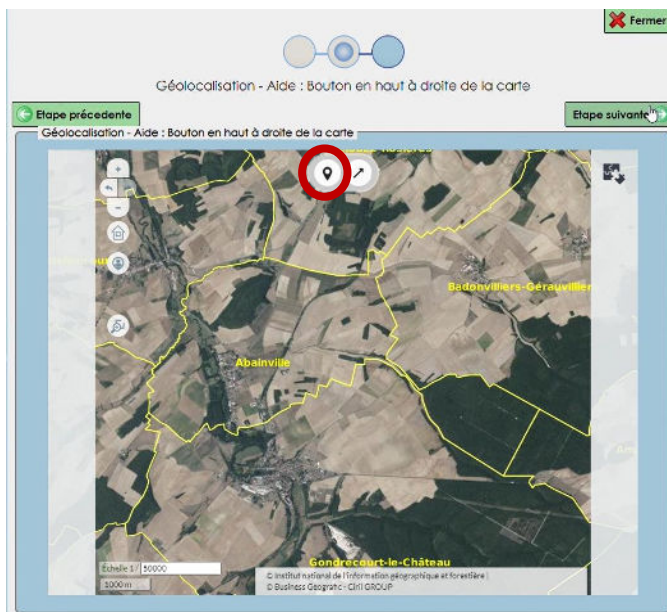 Fermer
Géolocalisation - Aide : Bouton en haut à droite de la carte
Etape précedente
Etape suivante
Géolocalisation - Aide : Bouton en haut à droite de la carte
Badonvilliers-Gérauvillier
Abainville
Gondrecourt-le-Château
Echelle 1 / 50000
1000 m
© Institut national de l'information géographique et forestière |
© Business Geografic - Ciril GROUP